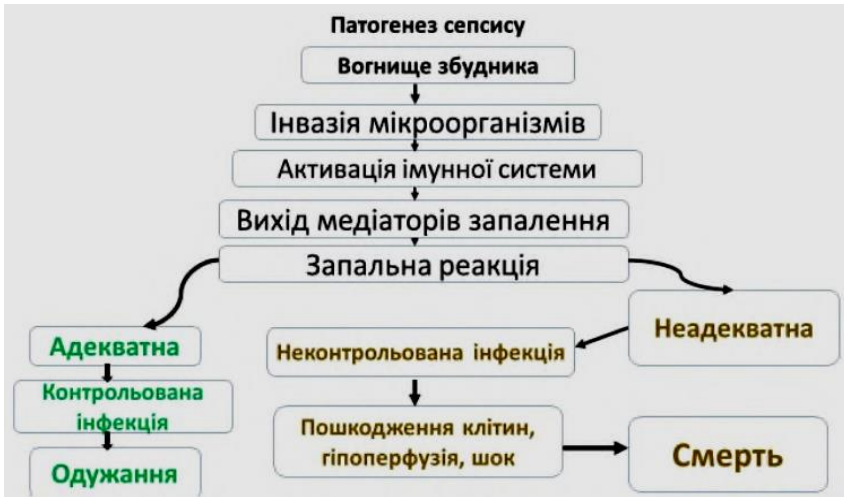 Патогенез сепсису
Вогнище збудника
Інвазія мікроорганізмів
Активація імунної системи
Вихід медіаторів запалення
Запальна реакція
Адекватна
Контрольована
інфекція
Одужання
Неадекватна
Неконтрольована інфекція
Пошкодження клітин,
гіпоперфузія, шок
Смерть